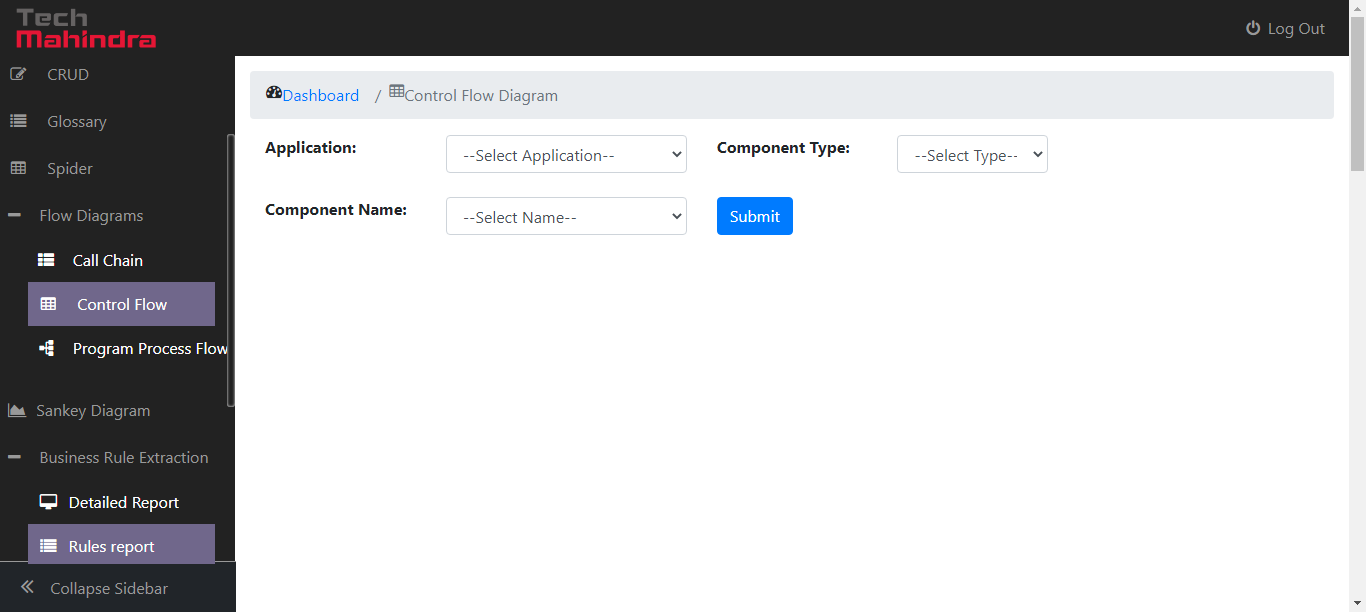 Tech
Mahindra
Log Out
CRUD
Glossary
Spider
Flow Diagrams
Call Chain
Control Flow
Program Process Flow
Sankey Diagram
Business Rule Extraction
Detailed Report
Rules report
Collapse Sidebar
Dashboard / Control Flow Diagram
Application: --Select Application-- Component Type: --Select Type--
Component Name: --Select Name-- Submit